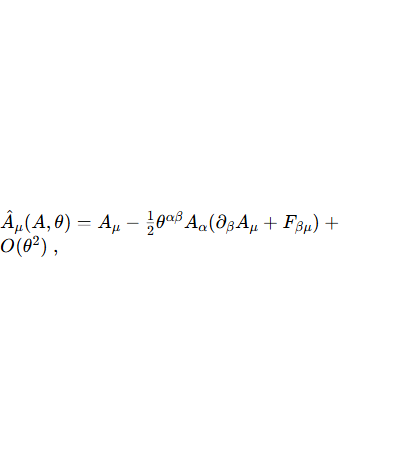 Â_μ(A, θ) = A_μ − ½θ^{αβ}A_α(∂_βA_μ + F_{βμ}) +
O(θ²) ,